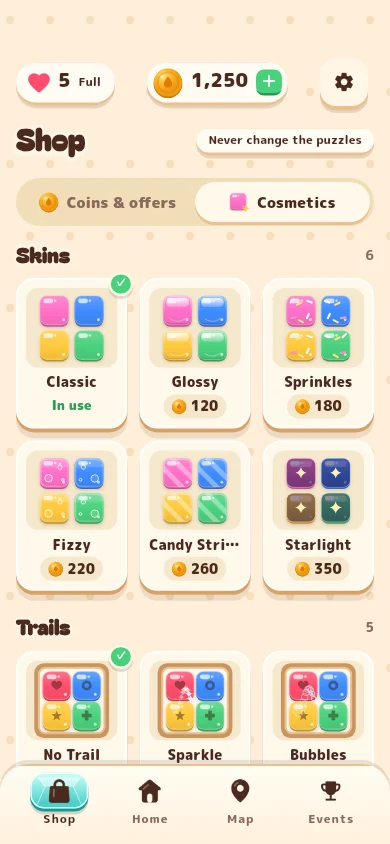 5 Full
1,250
Shop
Never change the puzzles
Coins & offers
Cosmetics
Skins
6
Classic
Glossy
Sprinkles
In use
120
180
Fizzy
Candy Stri...
Starlight
220
260
350
Trails
5
No Trail
Sparkle
Bubbles
Shop
Home
Map
Events